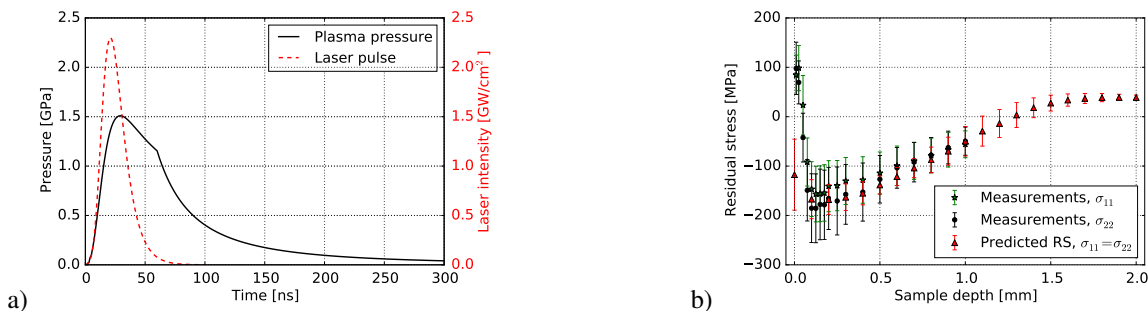 2.5
2.0
1.5
1.0
0.5
0.0
Pressure [GPa]
Plasma pressure
Laser pulse
2.5
2.0
1.5
1.0
0.5
0.0
Laser intensity [GW/cm²]
0 50 100 150 200 250 300
Time [ns]
a)
200
100
0
−100
−200
−300
Residual stress [MPa]
Measurements, σ₁₁
Measurements, σ₂₂
Predicted RS, σ₁₁=σ₂₂
0.0 0.5 1.0 1.5 2.0
Sample depth [mm]
b)